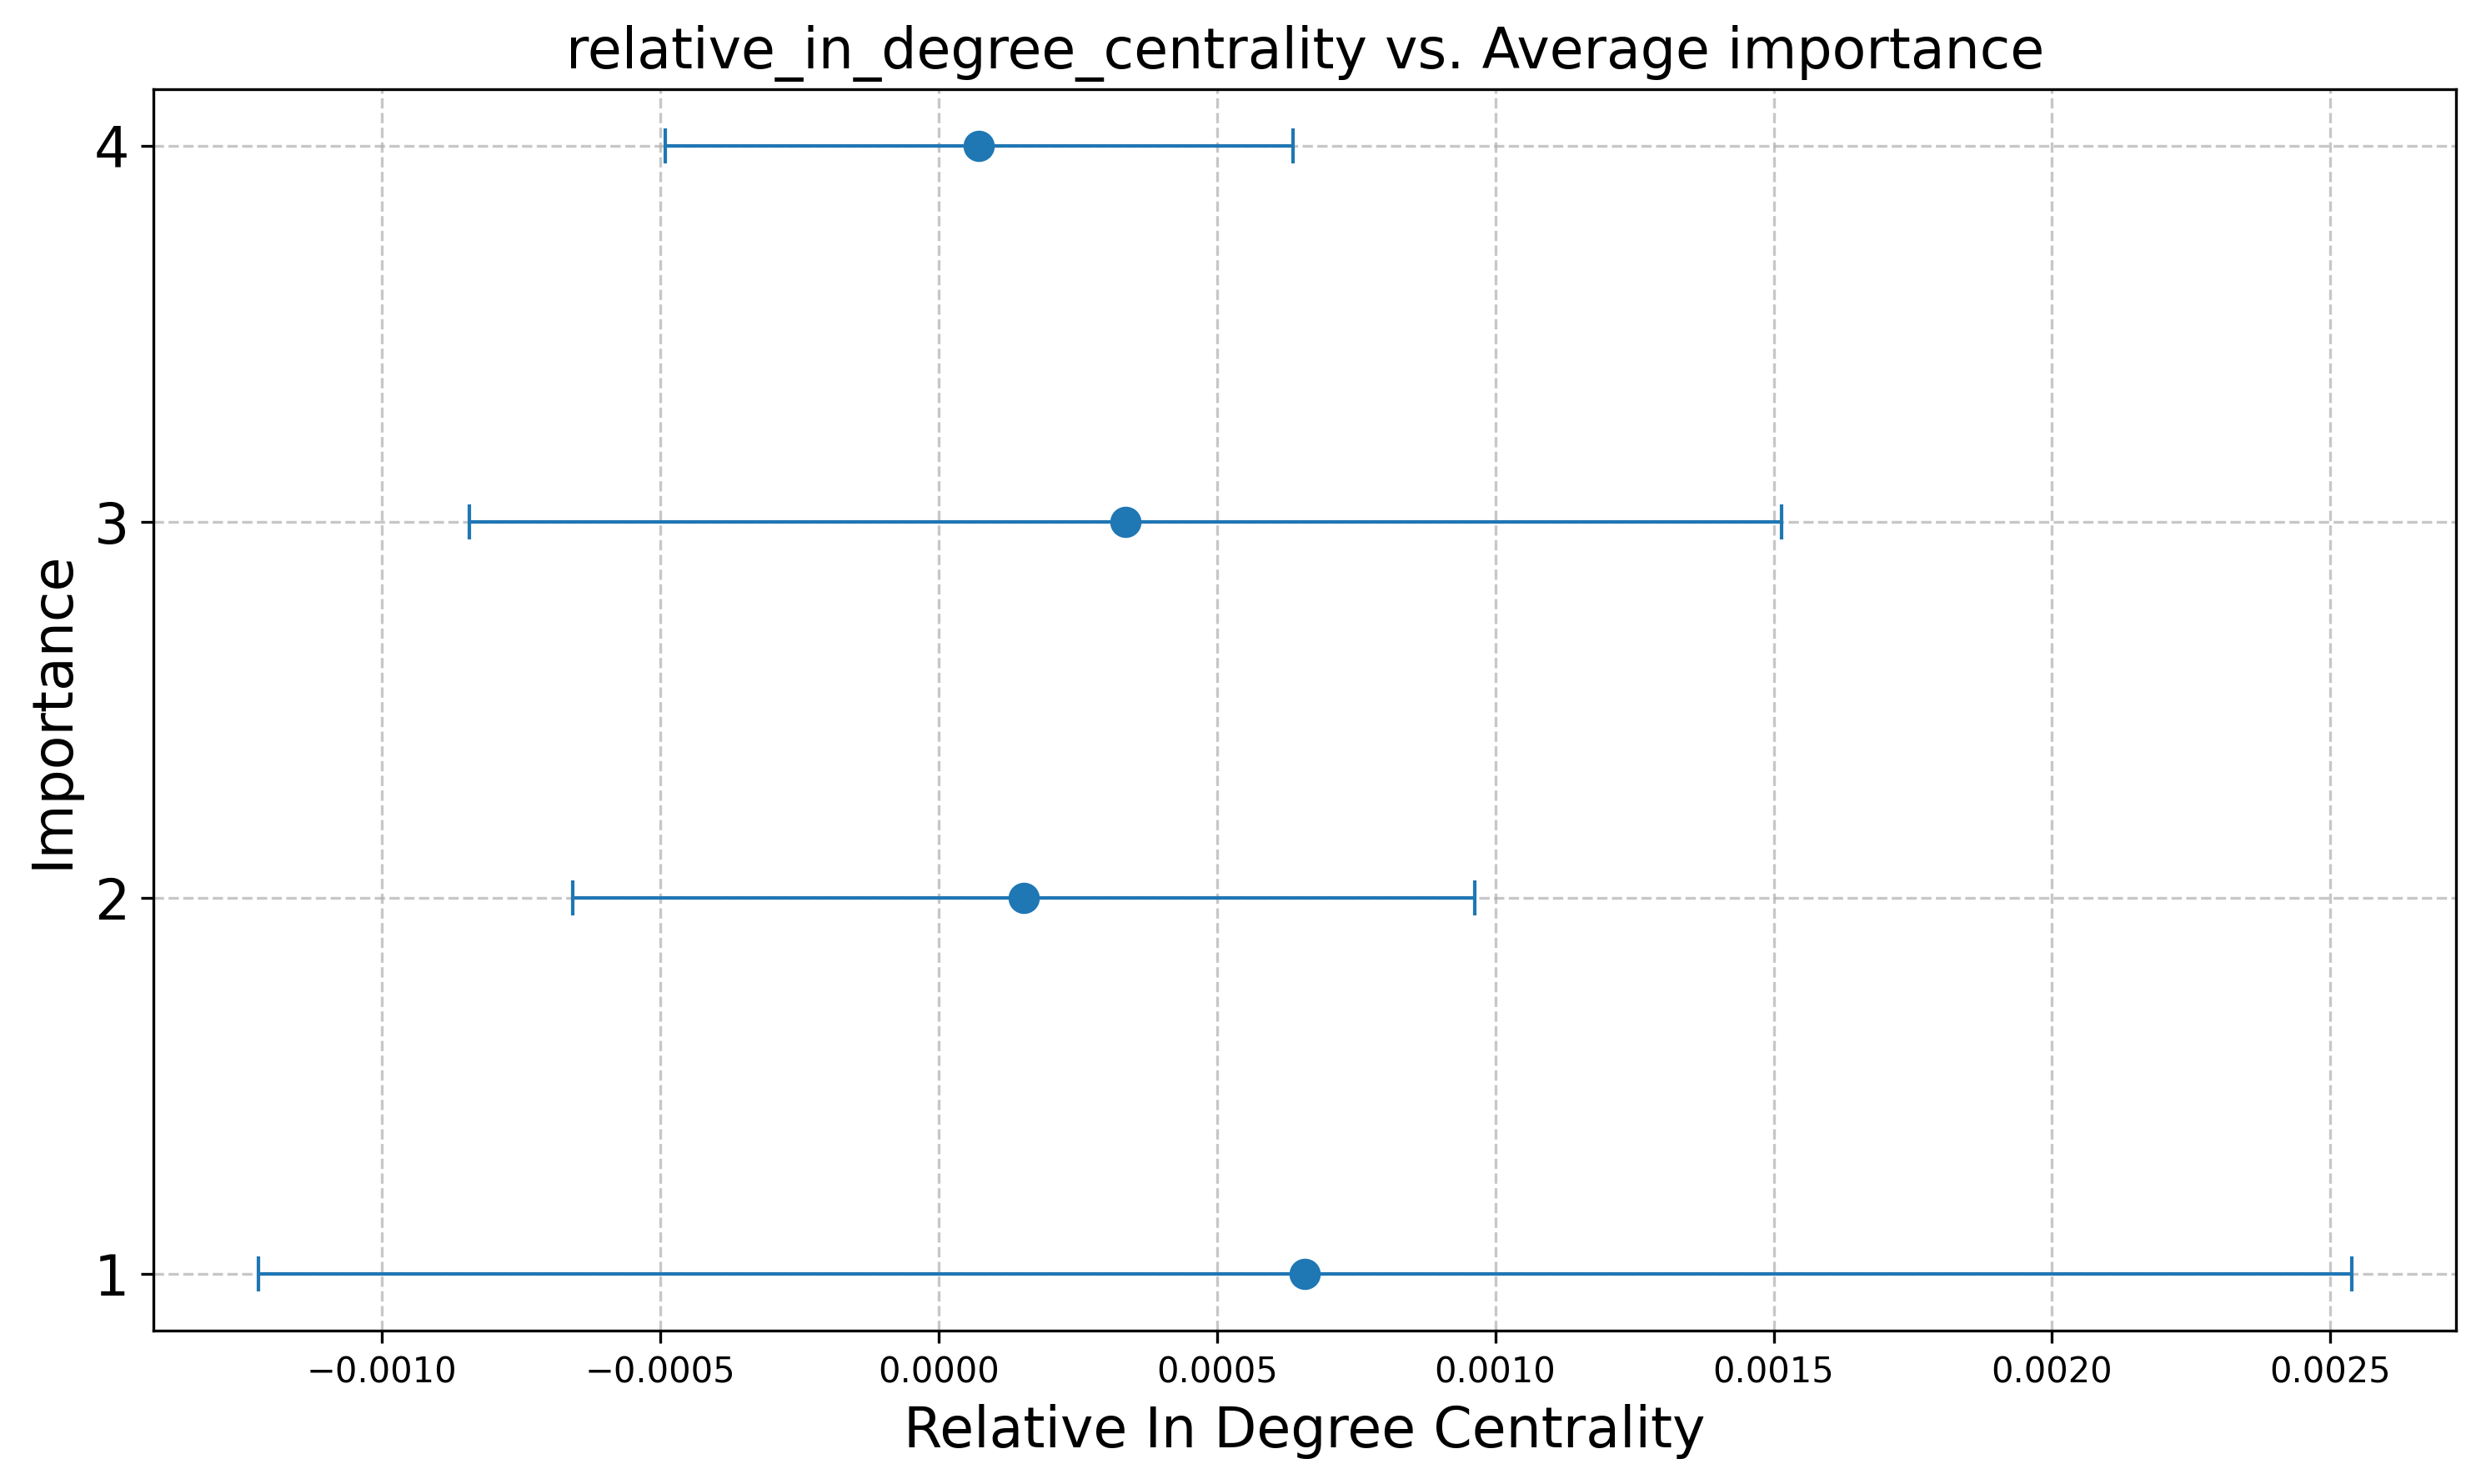 relative_in_degree_centrality vs. Average importance
4
3
2
1
Importance
−0.0010 −0.0005 0.0000 0.0005 0.0010 0.0015 0.0020 0.0025
Relative In Degree Centrality